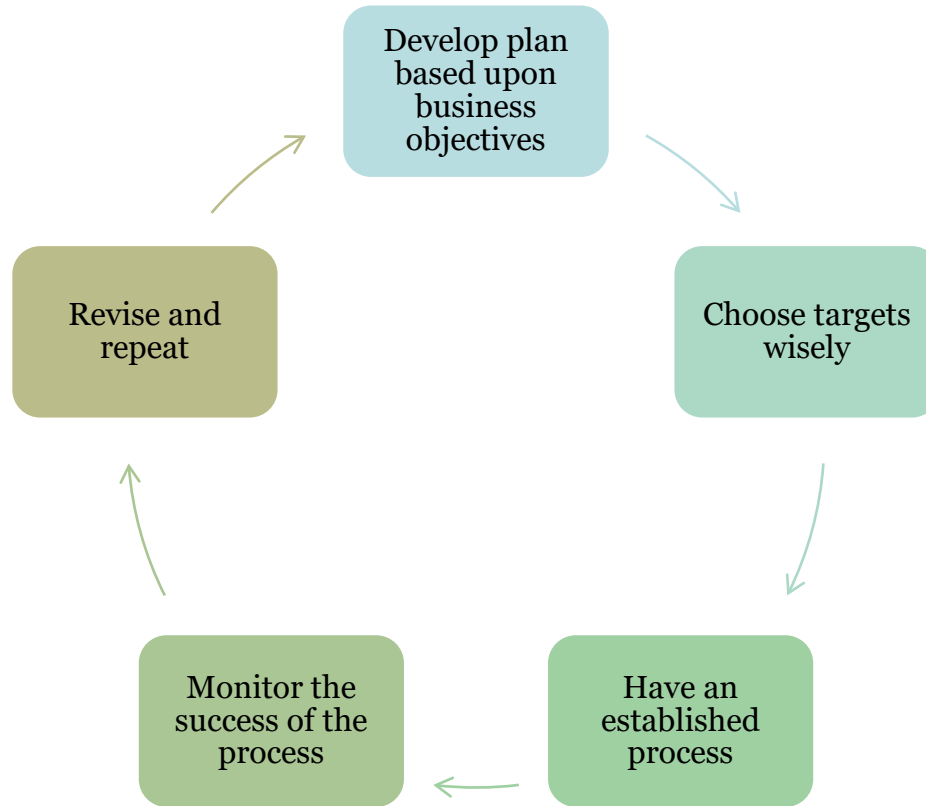 Develop plan
based upon
business
objectives
Choose targets
wisely
Have an
established
process
Monitor the
success of the
process
Revise and
repeat